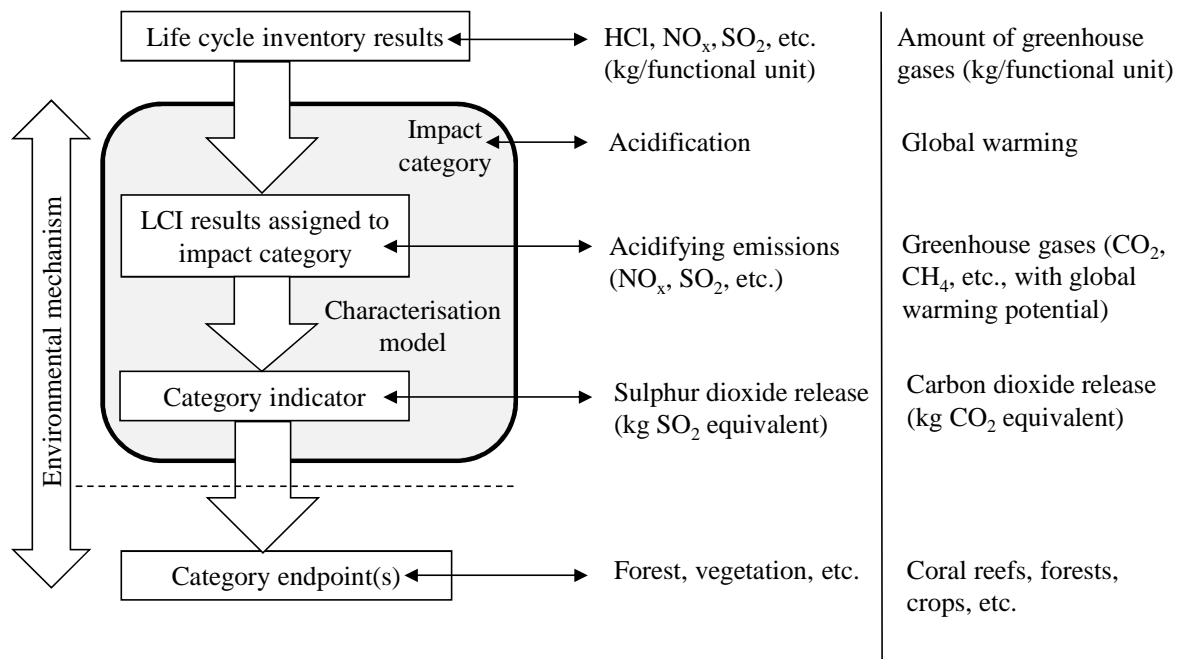 Life cycle inventory results
HCl, NOx, SO2, etc.
(kg/functional unit)
Amount of greenhouse
gases (kg/functional unit)
Environmental mechanism
Impact
category
Acidification
Global warming
LCI results assigned to
impact category
Acidifying emissions
(NOx, SO2, etc.)
Greenhouse gases (CO2,
CH4, etc., with global
warming potential)
Characterisation
model
Category indicator
Sulphur dioxide release
(kg SO2 equivalent)
Carbon dioxide release
(kg CO2 equivalent)
Category endpoint(s)
Forest, vegetation, etc.
Coral reefs, forests,
crops, etc.